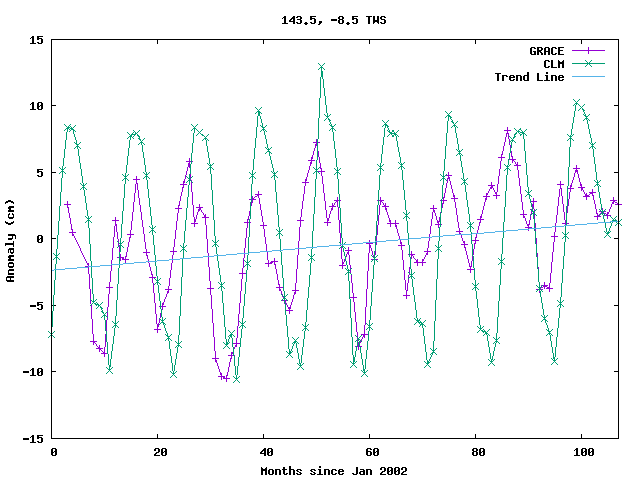 143.5, -8.5 TWS
GRACE
CLM
Trend Line
15
10
5
0
-5
-10
-15
Anomaly (cm)
0 20 40 60 80 100
Months since Jan 2002